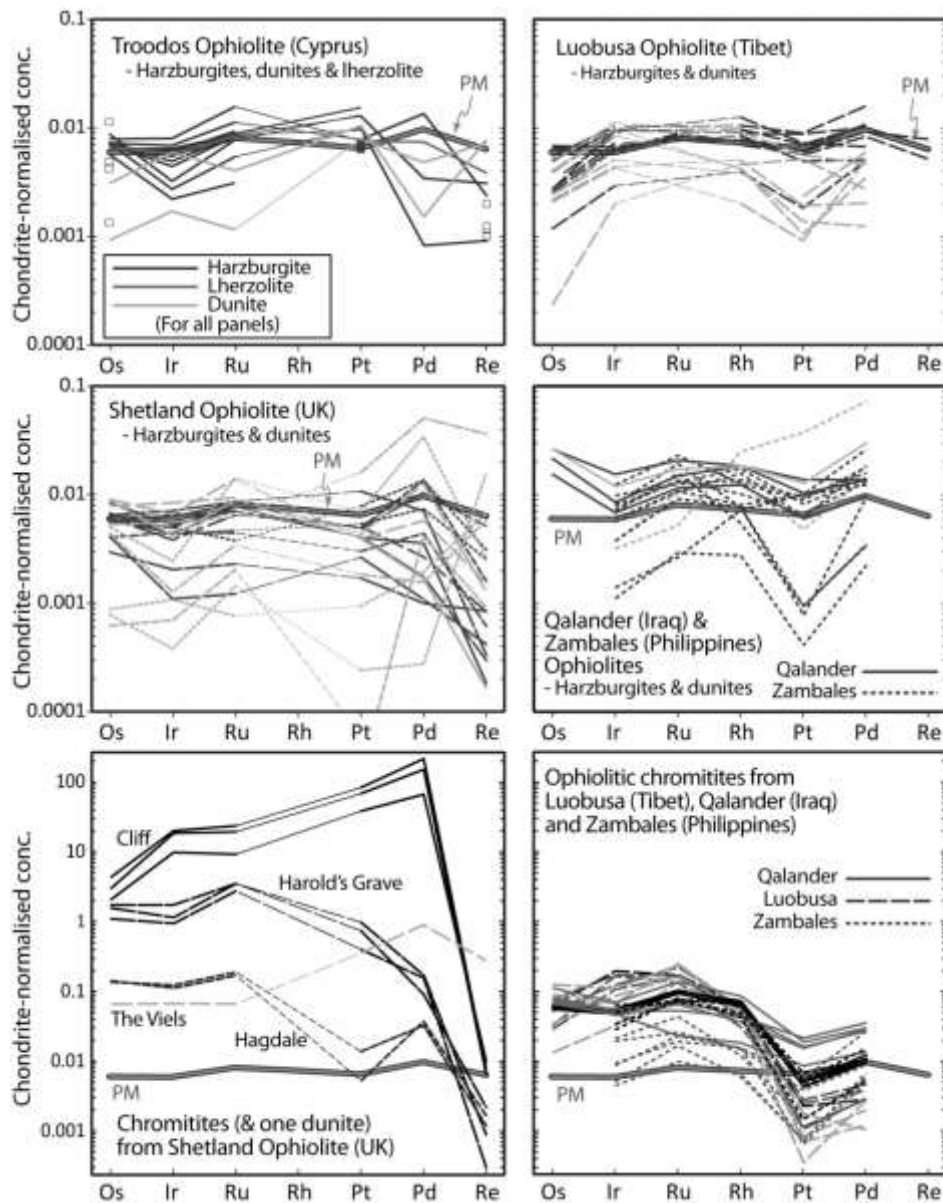 Chondrite-normalised conc.
0.1
0.01
0.001
0.0001
Troodos Ophiolite (Cyprus)
- Harzburgites, dunites & lherzolite
PM
Harzburgite
Lherzolite
Dunite
(For all panels)
Os Ir Ru Rh Pt Pd Re
Luobusa Ophiolite (Tibet)
- Harzburgites & dunites
PM
Os Ir Ru Rh Pt Pd Re
Chondrite-normalised conc.
0.1
0.01
0.001
0.0001
Shetland Ophiolite (UK)
- Harzburgites & dunites
PM
Os Ir Ru Rh Pt Pd Re
PM
Qalander (Iraq) &
Zambales (Philippines)
Ophiolites
- Harzburgites & dunites
Qalander
Zambales
Os Ir Ru Rh Pt Pd Re
Chondrite-normalised conc.
100
10
1
0.1
0.01
0.001
Cliff
Harold's Grave
The Viels
Hagdale
PM
Chromitites (& one dunite)
from Shetland Ophiolite (UK)
Os Ir Ru Rh Pt Pd Re
Ophiolitic chromitites from
Luobusa (Tibet), Qalander (Iraq)
and Zambales (Philippines)
Qalander
Luobusa
Zambales
PM
Os Ir Ru Rh Pt Pd Re